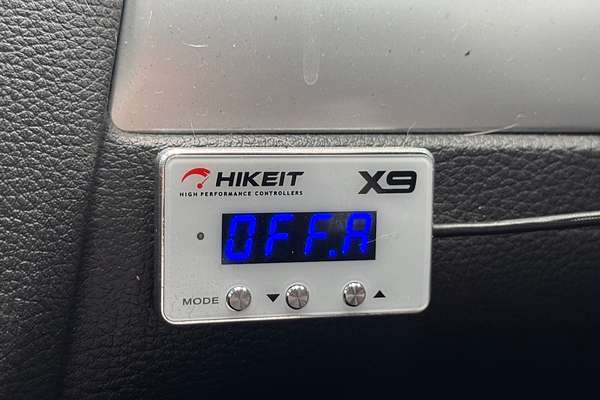 HIKEIT X9
HIGH PERFORMANCE CONTROLLERS
OFF.A
MODE ▼ ▲